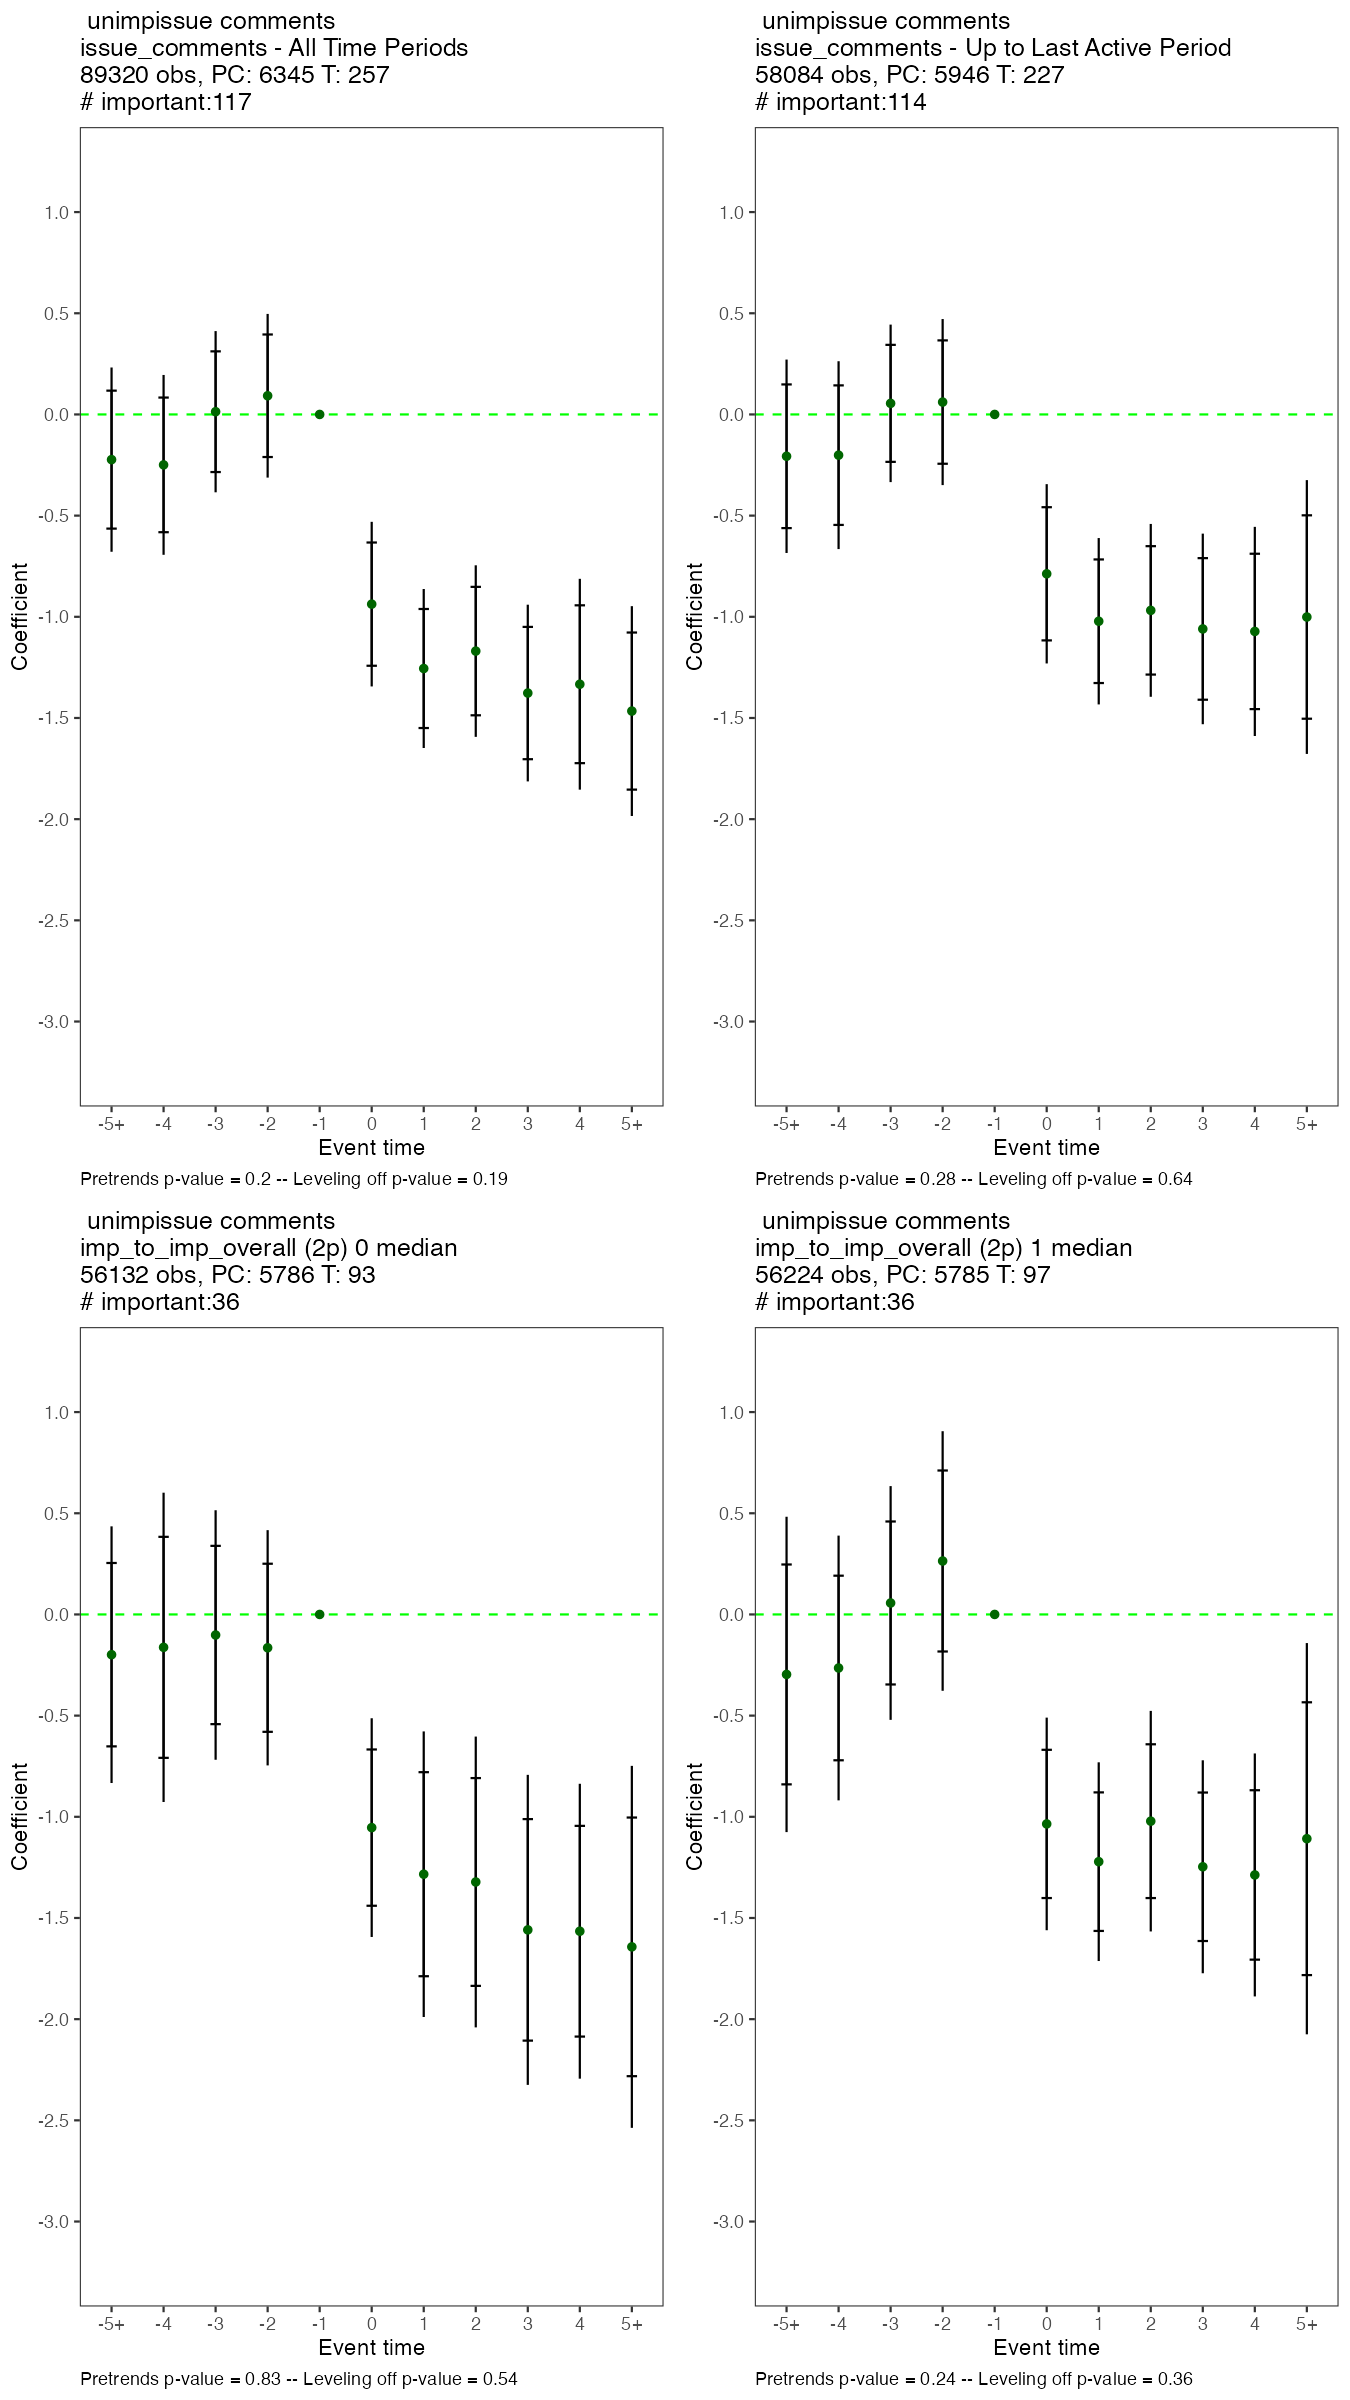 unimpissue comments
issue_comments - All Time Periods
89320 obs, PC: 6345 T: 257
# important:117
1.0
0.5
0.0
-0.5
-1.0
-1.5
-2.0
-2.5
-3.0
Coefficient
-5+ -4 -3 -2 -1 0 1 2 3 4 5+
Event time
Pretrends p-value = 0.2 -- Leveling off p-value = 0.19
unimpissue comments
issue_comments - Up to Last Active Period
58084 obs, PC: 5946 T: 227
# important:114
1.0
0.5
0.0
-0.5
-1.0
-1.5
-2.0
-2.5
-3.0
Coefficient
-5+ -4 -3 -2 -1 0 1 2 3 4 5+
Event time
Pretrends p-value = 0.28 -- Leveling off p-value = 0.64
unimpissue comments
imp_to_imp_overall (2p) 0 median
56132 obs, PC: 5786 T: 93
# important:36
1.0
0.5
0.0
-0.5
-1.0
-1.5
-2.0
-2.5
-3.0
Coefficient
-5+ -4 -3 -2 -1 0 1 2 3 4 5+
Event time
Pretrends p-value = 0.83 -- Leveling off p-value = 0.54
unimpissue comments
imp_to_imp_overall (2p) 1 median
56224 obs, PC: 5785 T: 97
# important:36
1.0
0.5
0.0
-0.5
-1.0
-1.5
-2.0
-2.5
-3.0
Coefficient
-5+ -4 -3 -2 -1 0 1 2 3 4 5+
Event time
Pretrends p-value = 0.24 -- Leveling off p-value = 0.36